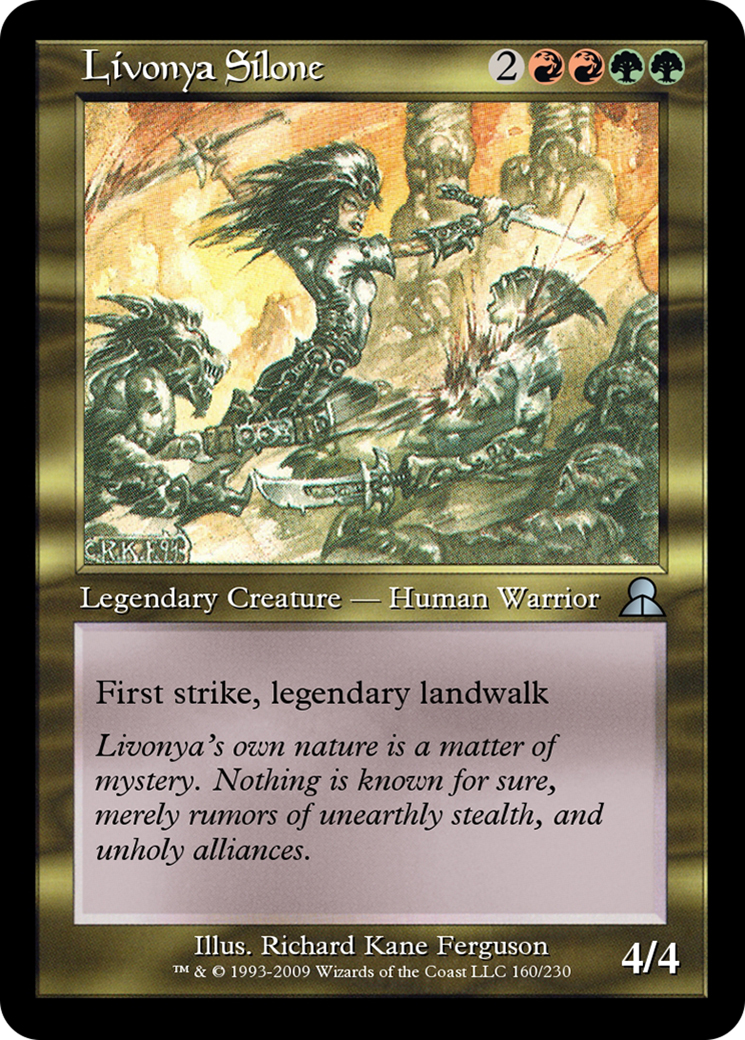 Livonya Silone
2
Legendary Creature — Human Warrior
First strike, legendary landwalk
Livonya's own nature is a matter of
mystery. Nothing is known for sure,
merely rumors of unearthly stealth, and
unholy alliances.
Illus. Richard Kane Ferguson
™ & © 1993-2009 Wizards of the Coast LLC 160/230
4/4